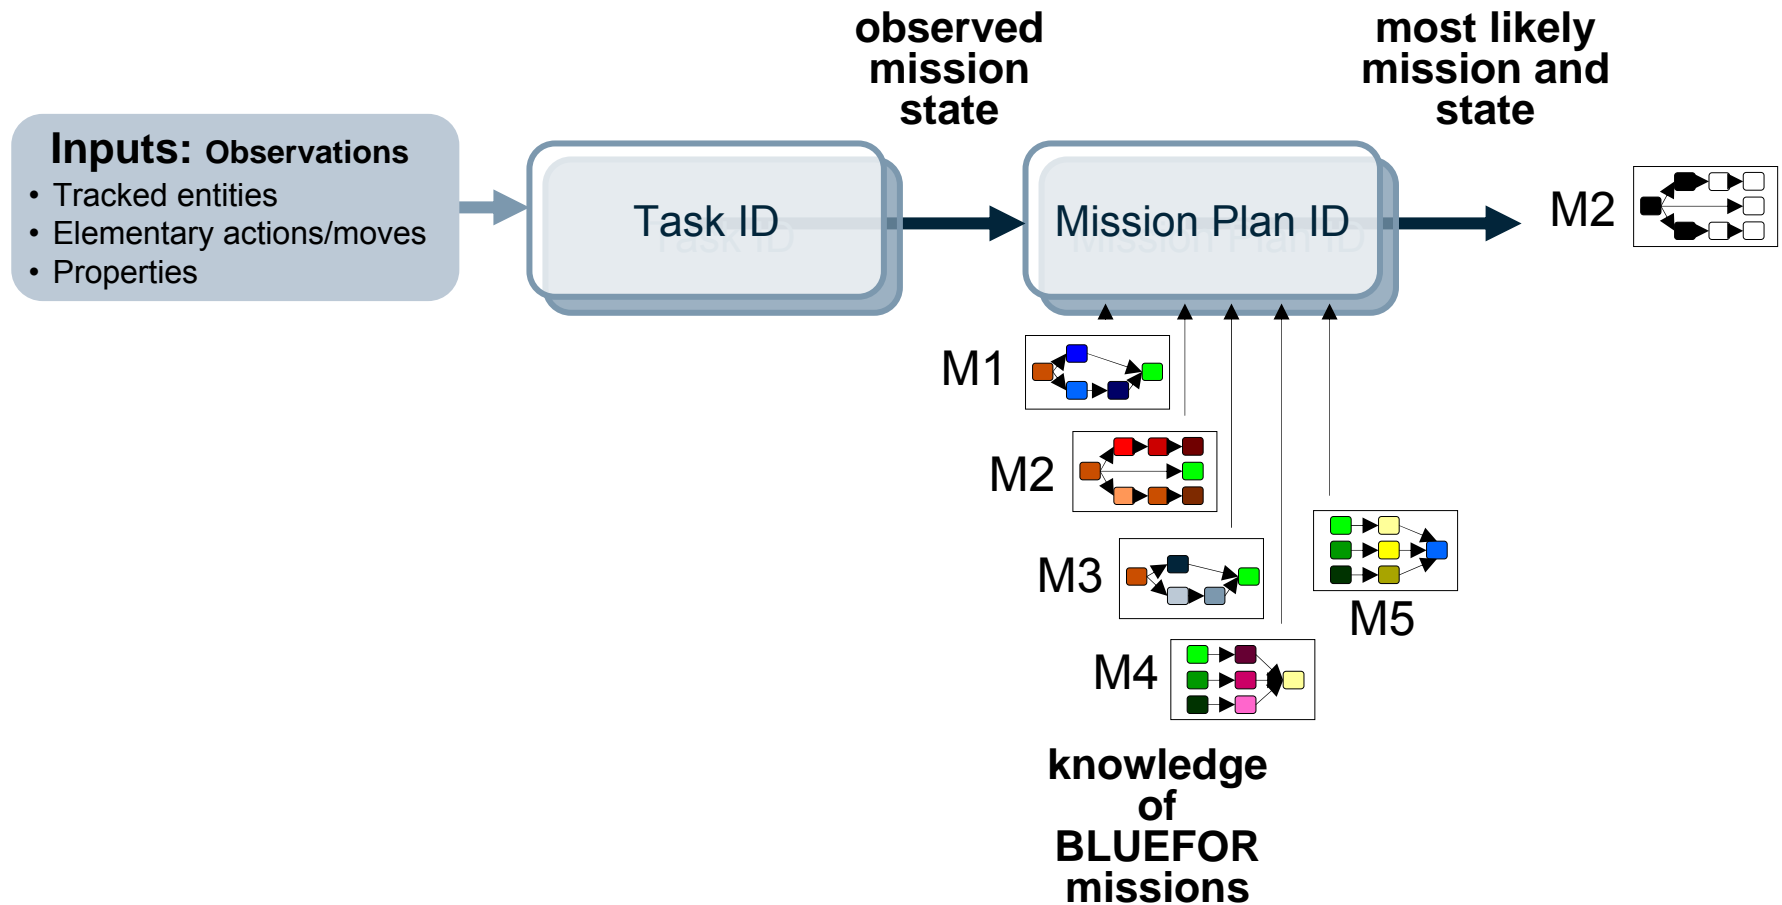 observed
mission
state
most likely
mission and
state
Inputs: Observations
• Tracked entities
• Elementary actions/moves
• Properties
Task ID
Mission Plan ID
M2
M1
M2
M3
M4
M5
knowledge
of
BLUEFOR
missions